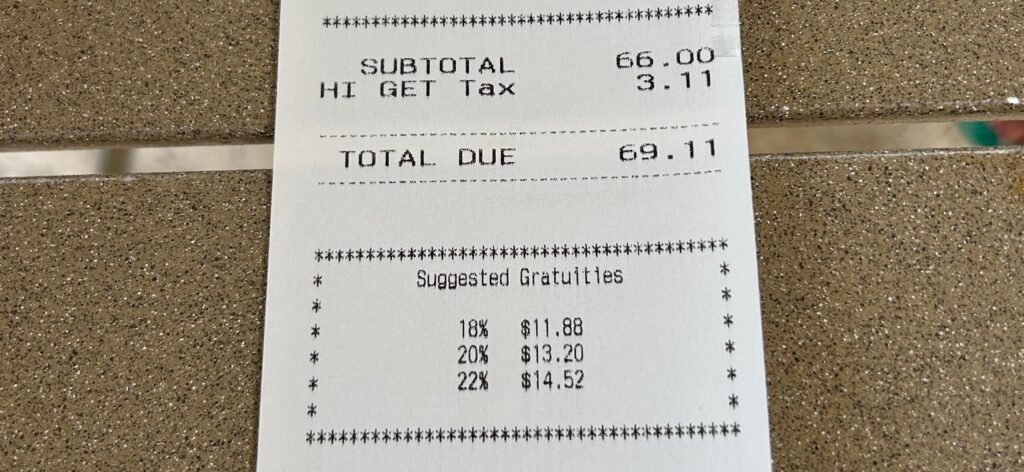 ****************************************
SUBTOTAL 66.00
HI GET Tax 3.11
----------------------------------------
TOTAL DUE 69.11
----------------------------------------
****************************************
* Suggested Gratuities *
* *
* 18% $11.88 *
* 20% $13.20 *
* 22% $14.52 *
* *
****************************************